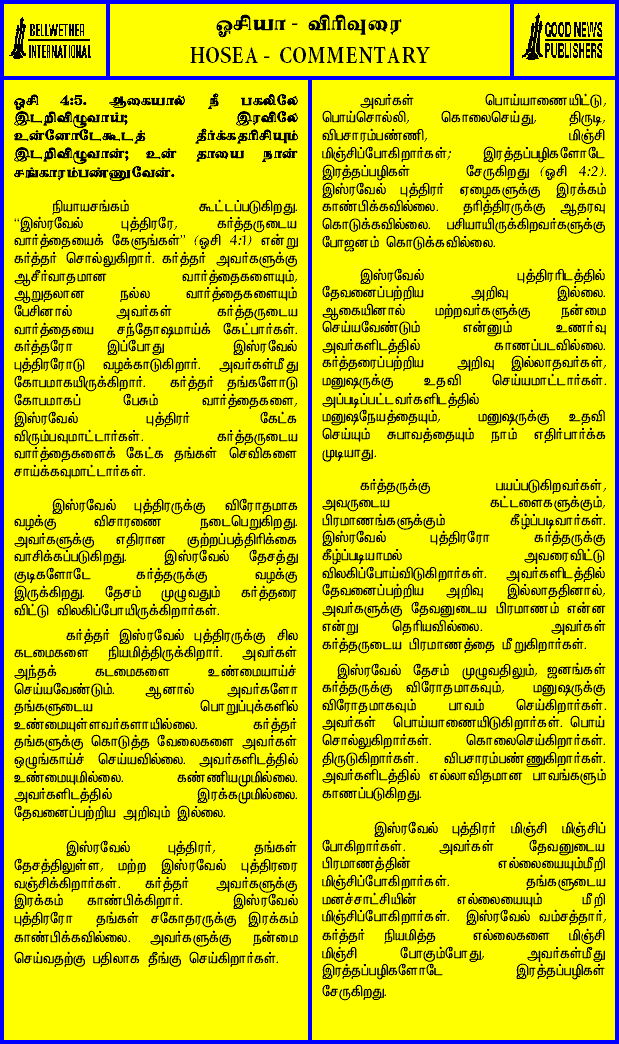 BELLWETHER
INTERNATIONAL
ஓசியா - விரிவுரை
HOSEA - COMMENTARY
GOOD NEWS
PUBLISHERS
ஓசி 4:5. ஆகையால் நீ பகலிலே
இடறிவிழுவாய்; இரவிலே
உன்னோடேகூடத் தீர்க்கதரிசியும்
இடறிவிழுவான்; உன் தாயை நான்
சங்காரம்பண்ணுவேன்.
நியாயசங்கம் கூட்டப்படுகிறது.
“இஸ்ரவேல் புத்திரரே, கர்த்தருடைய
வார்த்தையைக் கேளுங்கள்” (ஓசி 4:1) என்று
கர்த்தர் சொல்லுகிறார். கர்த்தர் அவர்களுக்கு
ஆசீர்வாதமான வார்த்தைகளையும்,
ஆறுதலான நல்ல வார்த்தைகளையும்
பேசினால் அவர்கள் கர்த்தருடைய
வார்த்தையை சந்தோஷமாய்க் கேட்பார்கள்.
கர்த்தரோ இப்போது இஸ்ரவேல்
புத்திரரோடு வழக்காடுகிறார். அவர்கள்மீது
கோபமாகயிருக்கிறார். கர்த்தர் தங்களோடு
கோபமாகப் பேசும் வார்த்தைகளை,
இஸ்ரவேல் புத்திரர் கேட்க
விரும்பவுமாட்டார்கள். கர்த்தருடைய
வார்த்தைகளைக் கேட்க தங்கள் செவிகளை
சாய்க்கவுமாட்டார்கள்.
இஸ்ரவேல் புத்திரருக்கு விரோதமாக
வழக்கு விசாரணை நடைபெறுகிறது.
அவர்களுக்கு எதிரான குற்றப்பத்திரிக்கை
வாசிக்கப்படுகிறது. இஸ்ரவேல் தேசத்து
குடிகளோடே கர்த்தருக்கு வழக்கு
இருக்கிறது. தேசம் முழுவதும் கர்த்தரை
விட்டு விலகிப்போயிருக்கிறார்கள்.
கர்த்தர் இஸ்ரவேல் புத்திரருக்கு சில
கடமைகளை நியமித்திருக்கிறார். அவர்கள்
அந்தக் கடமைகளை உண்மையாய்ச்
செய்யவேண்டும். ஆனால் அவர்களோ
தங்களுடைய பொறுப்புக்களில்
உண்மையுள்ளவர்களாயில்லை. கர்த்தர்
தங்களுக்கு கொடுத்த வேலைகளை அவர்கள்
ஒழுங்காய்ச் செய்யவில்லை. அவர்களிடத்தில்
உண்மையுமில்லை. கண்ணியமுமில்லை.
அவர்களிடத்தில் இரக்கமுமில்லை.
தேவனைப்பற்றிய அறிவும் இல்லை.
இஸ்ரவேல் புத்திரர், தங்கள்
தேசத்திலுள்ள, மற்ற இஸ்ரவேல் புத்திரரை
வஞ்சிக்கிறார்கள். கர்த்தர் அவர்களுக்கு
இரக்கம் காண்பிக்கிறார். இஸ்ரவேல்
புத்திரரோ தங்கள் சகோதரருக்கு இரக்கம்
காண்பிக்கவில்லை. அவர்களுக்கு நன்மை
செய்வதற்கு பதிலாக தீங்கு செய்கிறார்கள்.
அவர்கள் பொய்யாணையிட்டு,
பொய்சொல்லி, கொலைசெய்து, திருடி,
விபசாரம்பண்ணி, மிஞ்சி
மிஞ்சிப்போகிறார்கள்; இரத்தப்பழிகளோடே
இரத்தப்பழிகள் சேருகிறது (ஓசி 4:2).
இஸ்ரவேல் புத்திரர் ஏழைகளுக்கு இரக்கம்
காண்பிக்கவில்லை. தரித்திரருக்கு ஆதரவு
கொடுக்கவில்லை. பசியாயிருக்கிறவர்களுக்கு
போஜனம் கொடுக்கவில்லை.
இஸ்ரவேல் புத்திரரிடத்தில்
தேவனைப்பற்றிய அறிவு இல்லை.
ஆகையினால் மற்றவர்களுக்கு நன்மை
செய்யவேண்டும் என்னும் உணர்வு
அவர்களிடத்தில் காணப்படவில்லை.
கர்த்தரைப்பற்றிய அறிவு இல்லாதவர்கள்,
மனுஷருக்கு உதவி செய்யமாட்டார்கள்.
அப்படிப்பட்டவர்களிடத்தில்
மனுஷநேயத்தையும், மனுஷருக்கு உதவி
செய்யும் சுபாவத்தையும் நாம் எதிர்பார்க்க
முடியாது.
கர்த்தருக்கு பயப்படுகிறவர்கள்,
அவருடைய கட்டளைகளுக்கும்,
பிரமாணங்களுக்கும் கீழ்ப்படிவார்கள்.
இஸ்ரவேல் புத்திரரோ கர்த்தருக்கு
கீழ்ப்படியாமல் அவரைவிட்டு
விலகிப்போய்விடுகிறார்கள். அவர்களிடத்தில்
தேவனைப்பற்றிய அறிவு இல்லாததினால்,
அவர்களுக்கு தேவனுடைய பிரமாணம் என்ன
என்று தெரியவில்லை. அவர்கள்
கர்த்தருடைய பிரமாணத்தை மீறுகிறார்கள்.
இஸ்ரவேல் தேசம் முழுவதிலும், ஜனங்கள்
கர்த்தருக்கு விரோதமாகவும், மனுஷருக்கு
விரோதமாகவும் பாவம் செய்கிறார்கள்.
அவர்கள் பொய்யாணையிடுகிறார்கள். பொய்
சொல்லுகிறார்கள். கொலைசெய்கிறார்கள்.
திருடுகிறார்கள். விபசாரம்பண்ணுகிறார்கள்.
அவர்களிடத்தில் எல்லாவிதமான பாவங்களும்
காணப்படுகிறது.
இஸ்ரவேல் புத்திரர் மிஞ்சி மிஞ்சிப்
போகிறார்கள். அவர்கள் தேவனுடைய
பிரமாணத்தின் எல்லையையும்மீறி
மிஞ்சிப்போகிறார்கள். தங்களுடைய
மனச்சாட்சியின் எல்லையையும் மீறி
மிஞ்சிப்போகிறார்கள். இஸ்ரவேல் வம்சத்தார்,
கர்த்தர் நியமித்த எல்லைகளை மிஞ்சி
மிஞ்சி போகும்போது, அவர்கள்மீது
இரத்தப்பழிகளோடே இரத்தப்பழிகள்
சேருகிறது.